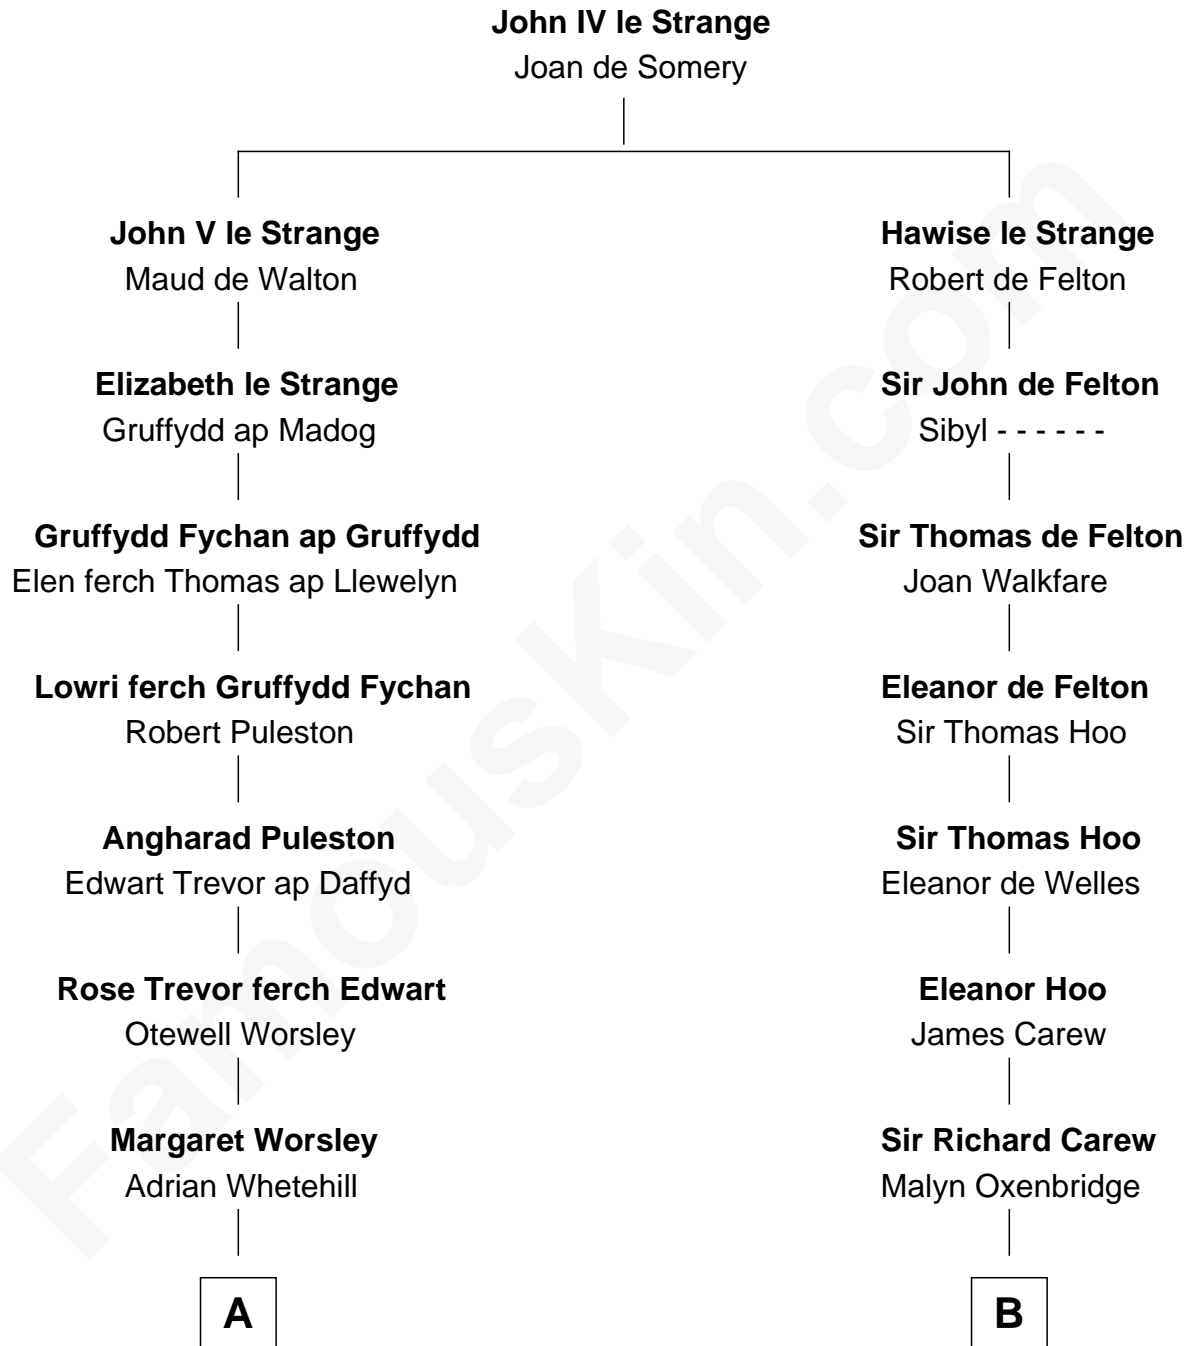 John IV le Strange
Joan de Somery
John V le Strange
Maud de Walton
Hawise le Strange
Robert de Felton
Elizabeth le Strange
Gruffydd ap Madog
Sir John de Felton
Sibyl - - - - - -
Gruffydd Fychan ap Gruffydd
Elen ferch Thomas ap Llewelyn
Sir Thomas de Felton
Joan Walkfare
Lowri ferch Gruffydd Fychan
Robert Puleston
Eleanor de Felton
Sir Thomas Hoo
Angharad Puleston
Edwart Trevor ap Daffyd
Sir Thomas Hoo
Eleanor de Welles
Rose Trevor ferch Edwart
Otewell Worsley
Eleanor Hoo
James Carew
Margaret Worsley
Adrian Whetehill
Sir Richard Carew
Malyn Oxenbridge
A
B
FamousKin.com